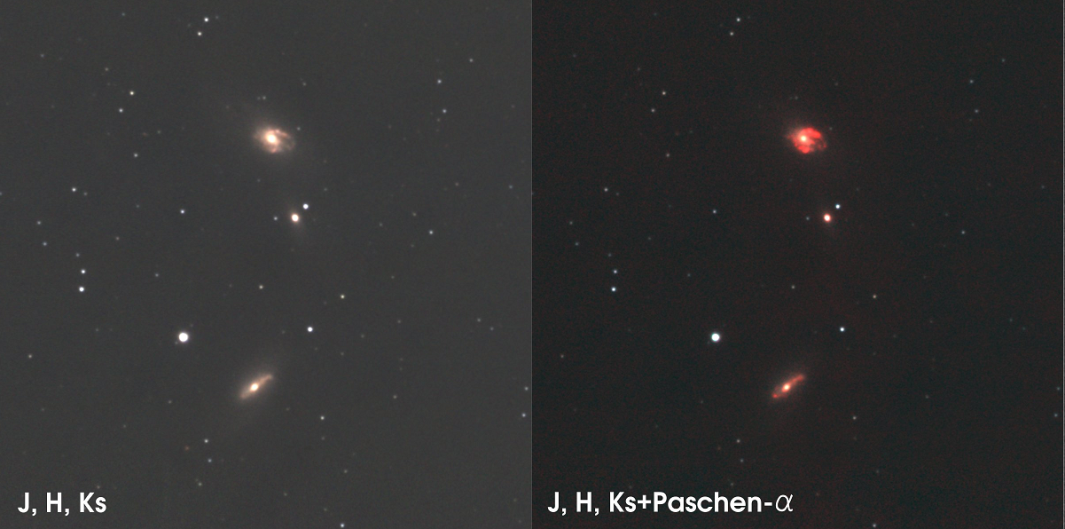 J, H, Ks
J, H, Ks+Paschen-α